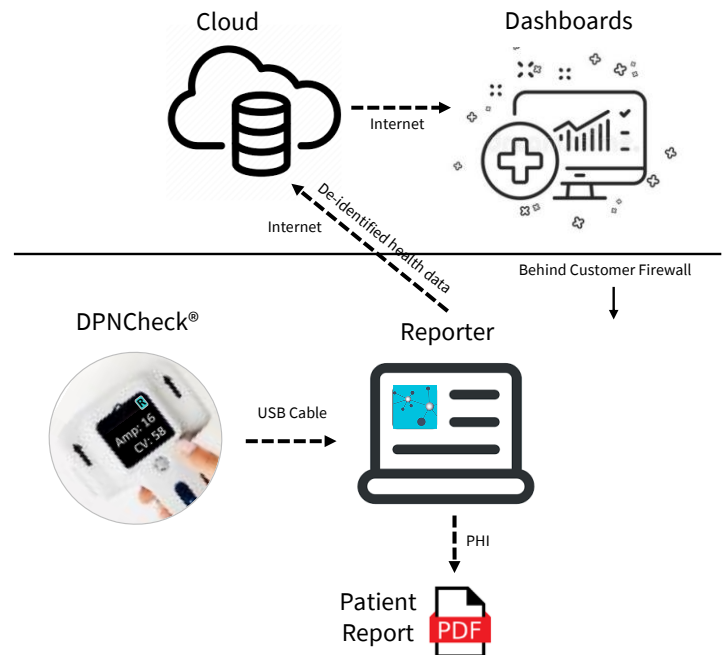 Cloud
Dashboards
Internet
De-identified health data
Internet
Behind Customer Firewall
DPNCheck®
Reporter
R
Amp: 16
CV: 58
USB Cable
PHI
Patient
Report
PDF